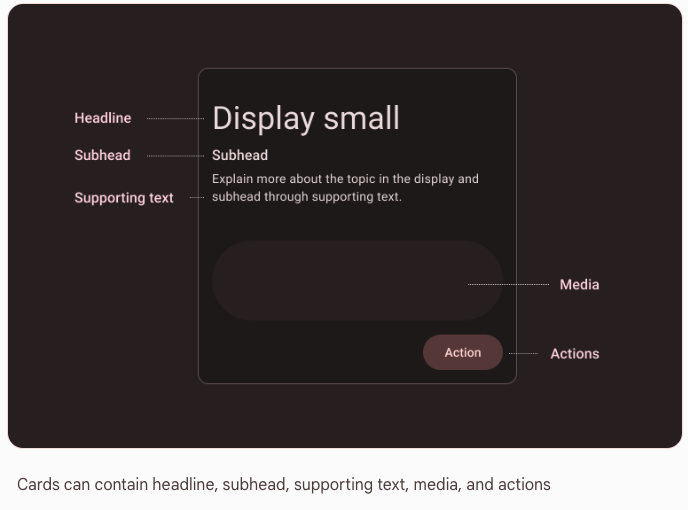 Headline
Display small
Subhead
Subhead
Supporting text
Explain more about the topic in the display and
subhead through supporting text.
Media
Action
Actions
Cards can contain headline, subhead, supporting text, media, and actions